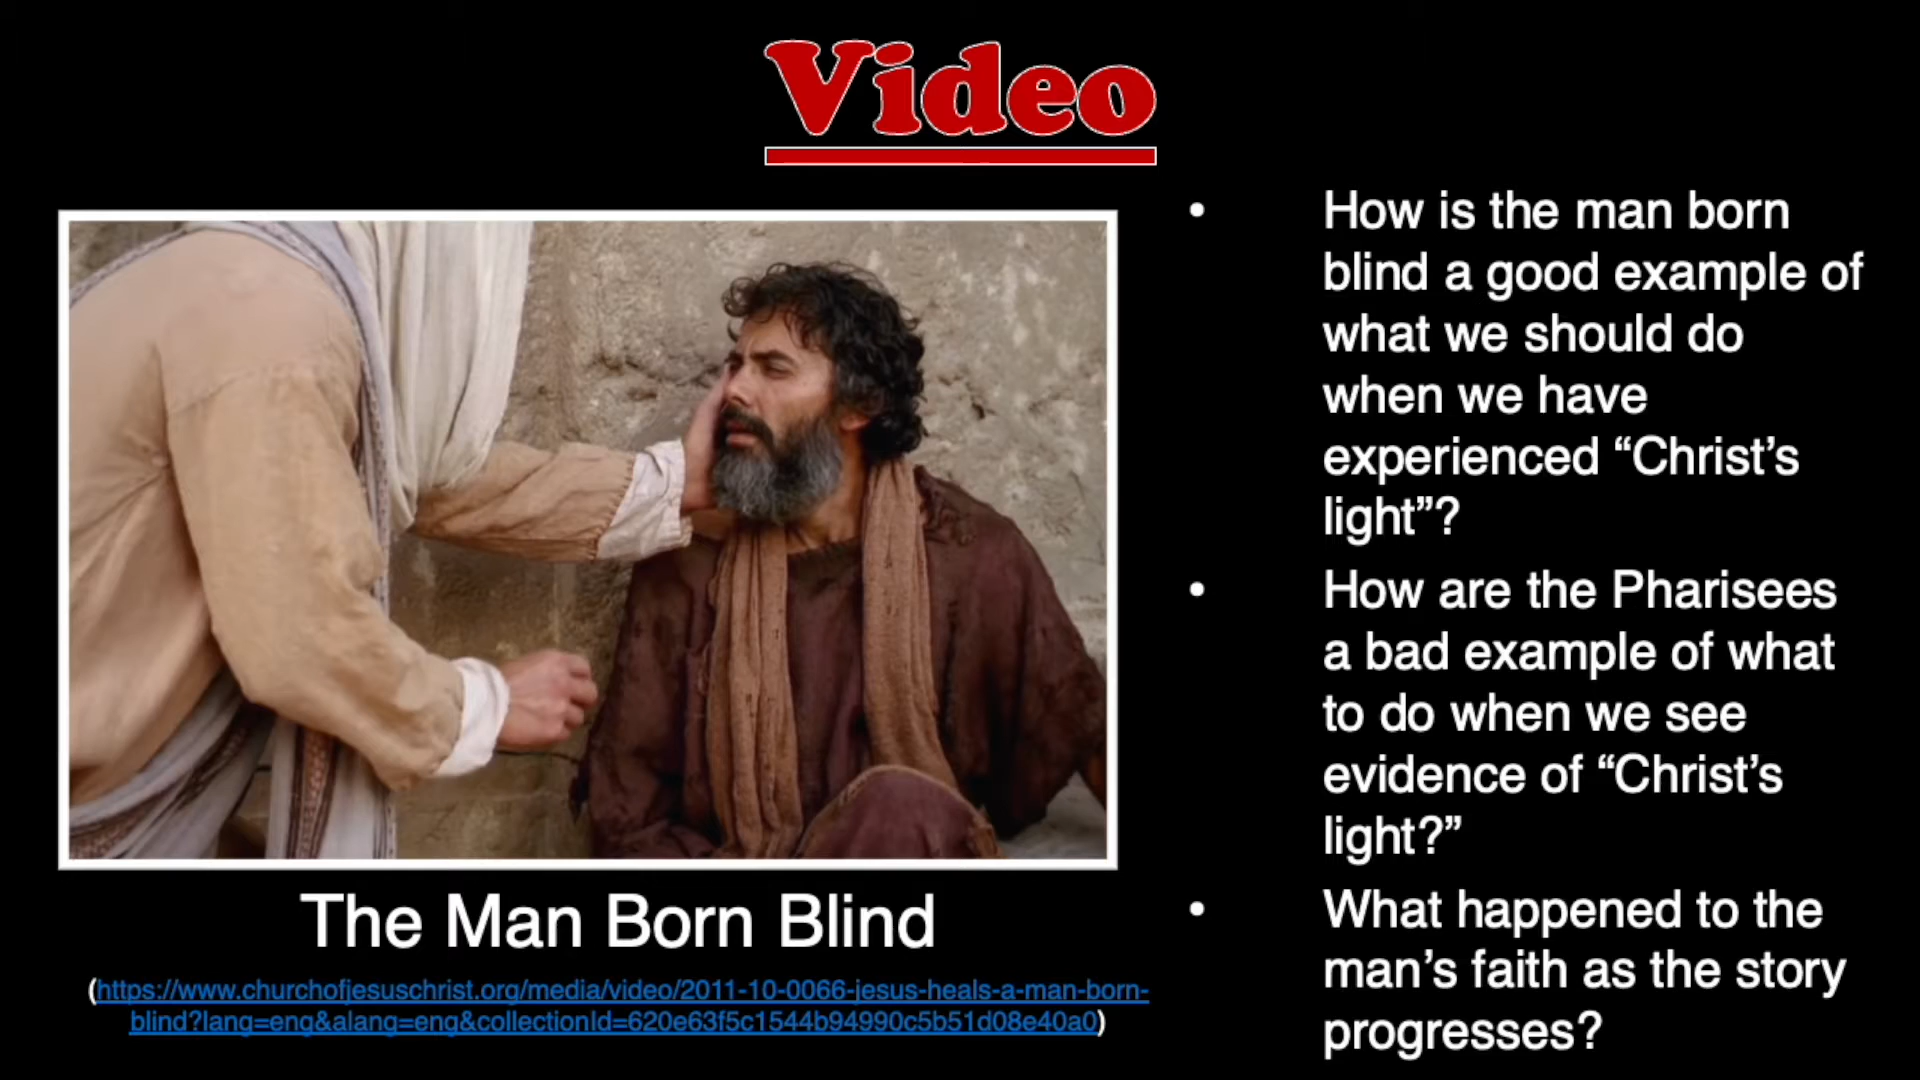 Video
• How is the man born
blind a good example of
what we should do
when we have
experienced “Christ’s
light”?
• How are the Pharisees
a bad example of what
to do when we see
evidence of “Christ’s
light?”
• What happened to the
man’s faith as the story
progresses?
The Man Born Blind
(https://www.churchofjesuschrist.org/media/video/2011-10-0066-jesus-heals-a-man-born-
blind?lang=eng&alang=eng&collectionId=620e63f5c1544b94990c5b51d08e40a0)